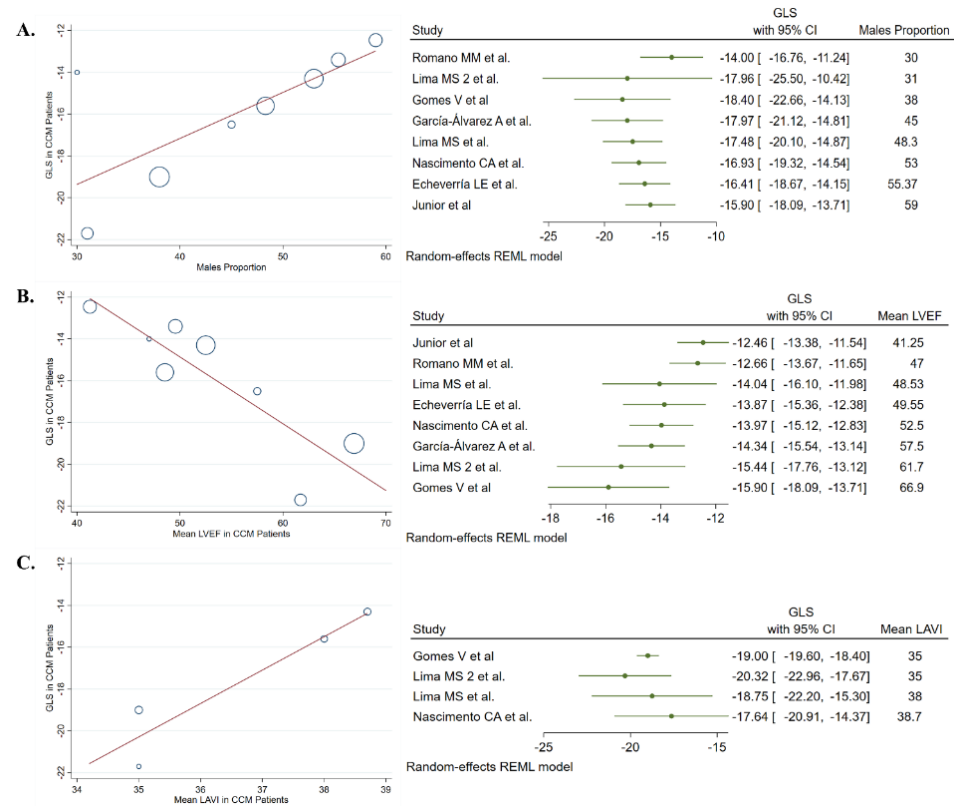 A.
GLS in CCM Patients
-12
-14
-16
-18
-20
-22
30 40 50 60
Males Proportion
GLS
Study with 95% CI Males Proportion
Romano MM et al. -14.00 [ -16.76, -11.24] 30
Lima MS 2 et al. -17.96 [ -25.50, -10.42] 31
Gomes V et al -18.40 [ -22.66, -14.13] 38
García-Álvarez A et al. -17.97 [ -21.12, -14.81] 45
Lima MS et al. -17.48 [ -20.10, -14.87] 48.3
Nascimento CA et al. -16.93 [ -19.32, -14.54] 53
Echeverría LE et al. -16.41 [ -18.67, -14.15] 55.37
Junior et al -15.90 [ -18.09, -13.71] 59
-25 -20 -15 -10
Random-effects REML model
B.
GLS in CCM Patients
-12
-14
-16
-18
-20
-22
40 50 60 70
Mean LVEF in CCM Patients
GLS
Study with 95% CI Mean LVEF
Junior et al -12.46 [ -13.38, -11.54] 41.25
Romano MM et al. -12.66 [ -13.67, -11.65] 47
Lima MS et al. -14.04 [ -16.10, -11.98] 48.53
Echeverría LE et al. -13.87 [ -15.36, -12.38] 49.55
Nascimento CA et al. -13.97 [ -15.12, -12.83] 52.5
García-Álvarez A et al. -14.34 [ -15.54, -13.14] 57.5
Lima MS 2 et al. -15.44 [ -17.76, -13.12] 61.7
Gomes V et al -15.90 [ -18.09, -13.71] 66.9
-18 -16 -14 -12
Random-effects REML model
C.
GLS in CCM Patients
-12
-14
-16
-18
-20
-22
34 35 36 37 38 39
Mean LAVI in CCM Patients
GLS
Study with 95% CI Mean LAVI
Gomes V et al -19.00 [ -19.60, -18.40] 35
Lima MS 2 et al. -20.32 [ -22.96, -17.67] 35
Lima MS et al. -18.75 [ -22.20, -15.30] 38
Nascimento CA et al. -17.64 [ -20.91, -14.37] 38.7
-25 -20 -15
Random-effects REML model